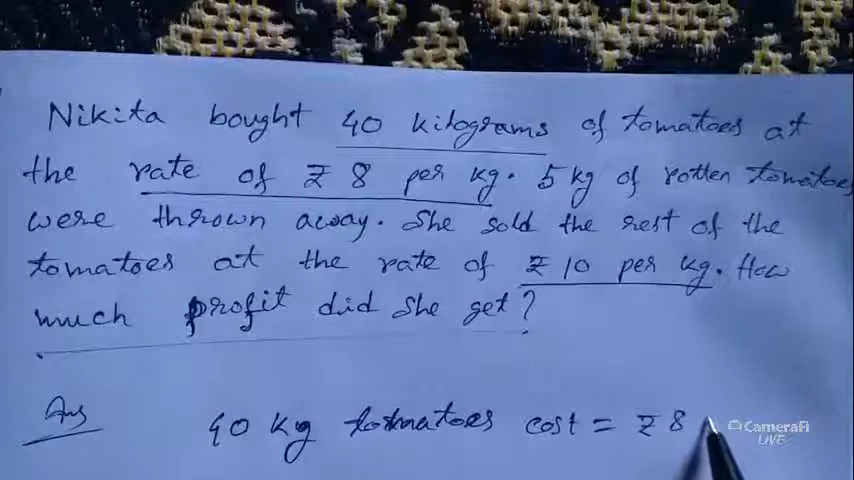 Nikita bought 40 kilograms of tomatoes at
the rate of ₹ 8 per kg. 5 kg of rotten tomatoes
were thrown away. She sold the rest of the
tomatoes at the rate of ₹ 10 per kg. How
much profit did she get?
Ans 40 kg tomatoes cost = ₹ 8
CameraFi
LIVE